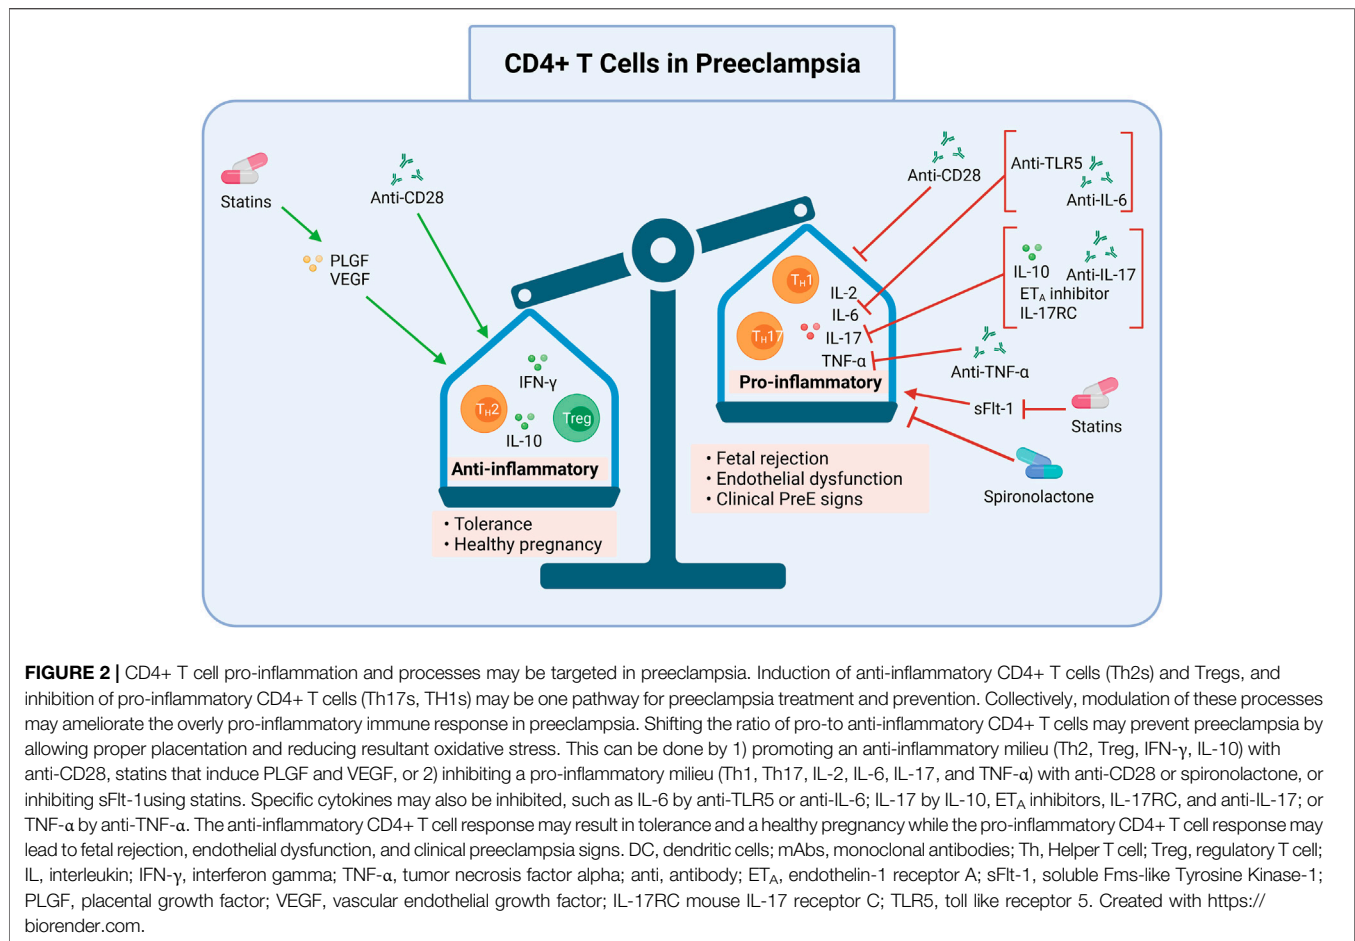 CD4+ T Cells in Preeclampsia
Statins
Anti-CD28
PLGF
VEGF
IFN-γ
TH2
Treg
IL-10
Anti-inflammatory
• Tolerance
• Healthy pregnancy
Anti-CD28
Anti-TLR5
Anti-IL-6
IL-10
Anti-IL-17
ETA inhibitor
IL-17RC
TH1
IL-2
IL-6
TH17
IL-17
TNF-α
Anti-TNF-α
Pro-inflammatory
sFlt-1
Statins
Spironolactone
• Fetal rejection
• Endothelial dysfunction
• Clinical PreE signs
FIGURE 2 | CD4+ T cell pro-inflammation and processes may be targeted in preeclampsia. Induction of anti-inflammatory CD4+ T cells (Th2s) and Tregs, and
inhibition of pro-inflammatory CD4+ T cells (Th17s, TH1s) may be one pathway for preeclampsia treatment and prevention. Collectively, modulation of these processes
may ameliorate the overly pro-inflammatory immune response in preeclampsia. Shifting the ratio of pro-to anti-inflammatory CD4+ T cells may prevent preeclampsia by
allowing proper placentation and reducing resultant oxidative stress. This can be done by 1) promoting an anti-inflammatory milieu (Th2, Treg, IFN-γ, IL-10) with
anti-CD28, statins that induce PLGF and VEGF, or 2) inhibiting a pro-inflammatory milieu (Th1, Th17, IL-2, IL-6, IL-17, and TNF-α) with anti-CD28 or spironolactone, or
inhibiting sFlt-1using statins. Specific cytokines may also be inhibited, such as IL-6 by anti-TLR5 or anti-IL-6; IL-17 by IL-10, ETA inhibitors, IL-17RC, and anti-IL-17; or
TNF-α by anti-TNF-α. The anti-inflammatory CD4+ T cell response may result in tolerance and a healthy pregnancy while the pro-inflammatory CD4+ T cell response may
lead to fetal rejection, endothelial dysfunction, and clinical preeclampsia signs. DC, dendritic cells; mAbs, monoclonal antibodies; Th, Helper T cell; Treg, regulatory T cell;
IL, interleukin; IFN-γ, interferon gamma; TNF-α, tumor necrosis factor alpha; anti, antibody; ETA, endothelin-1 receptor A; sFlt-1, soluble Fms-like Tyrosine Kinase-1;
PLGF, placental growth factor; VEGF, vascular endothelial growth factor; IL-17RC mouse IL-17 receptor C; TLR5, toll like receptor 5. Created with https://
biorender.com.